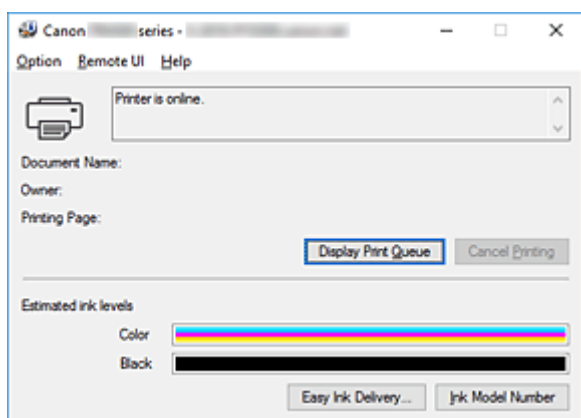 Canon series -
Option Remote UI Help
Printer is online.
Document Name:
Owner:
Printing Page:
Display Print Queue Cancel Printing
Estimated ink levels
Color
Black
Easy Ink Delivery... Ink Model Number